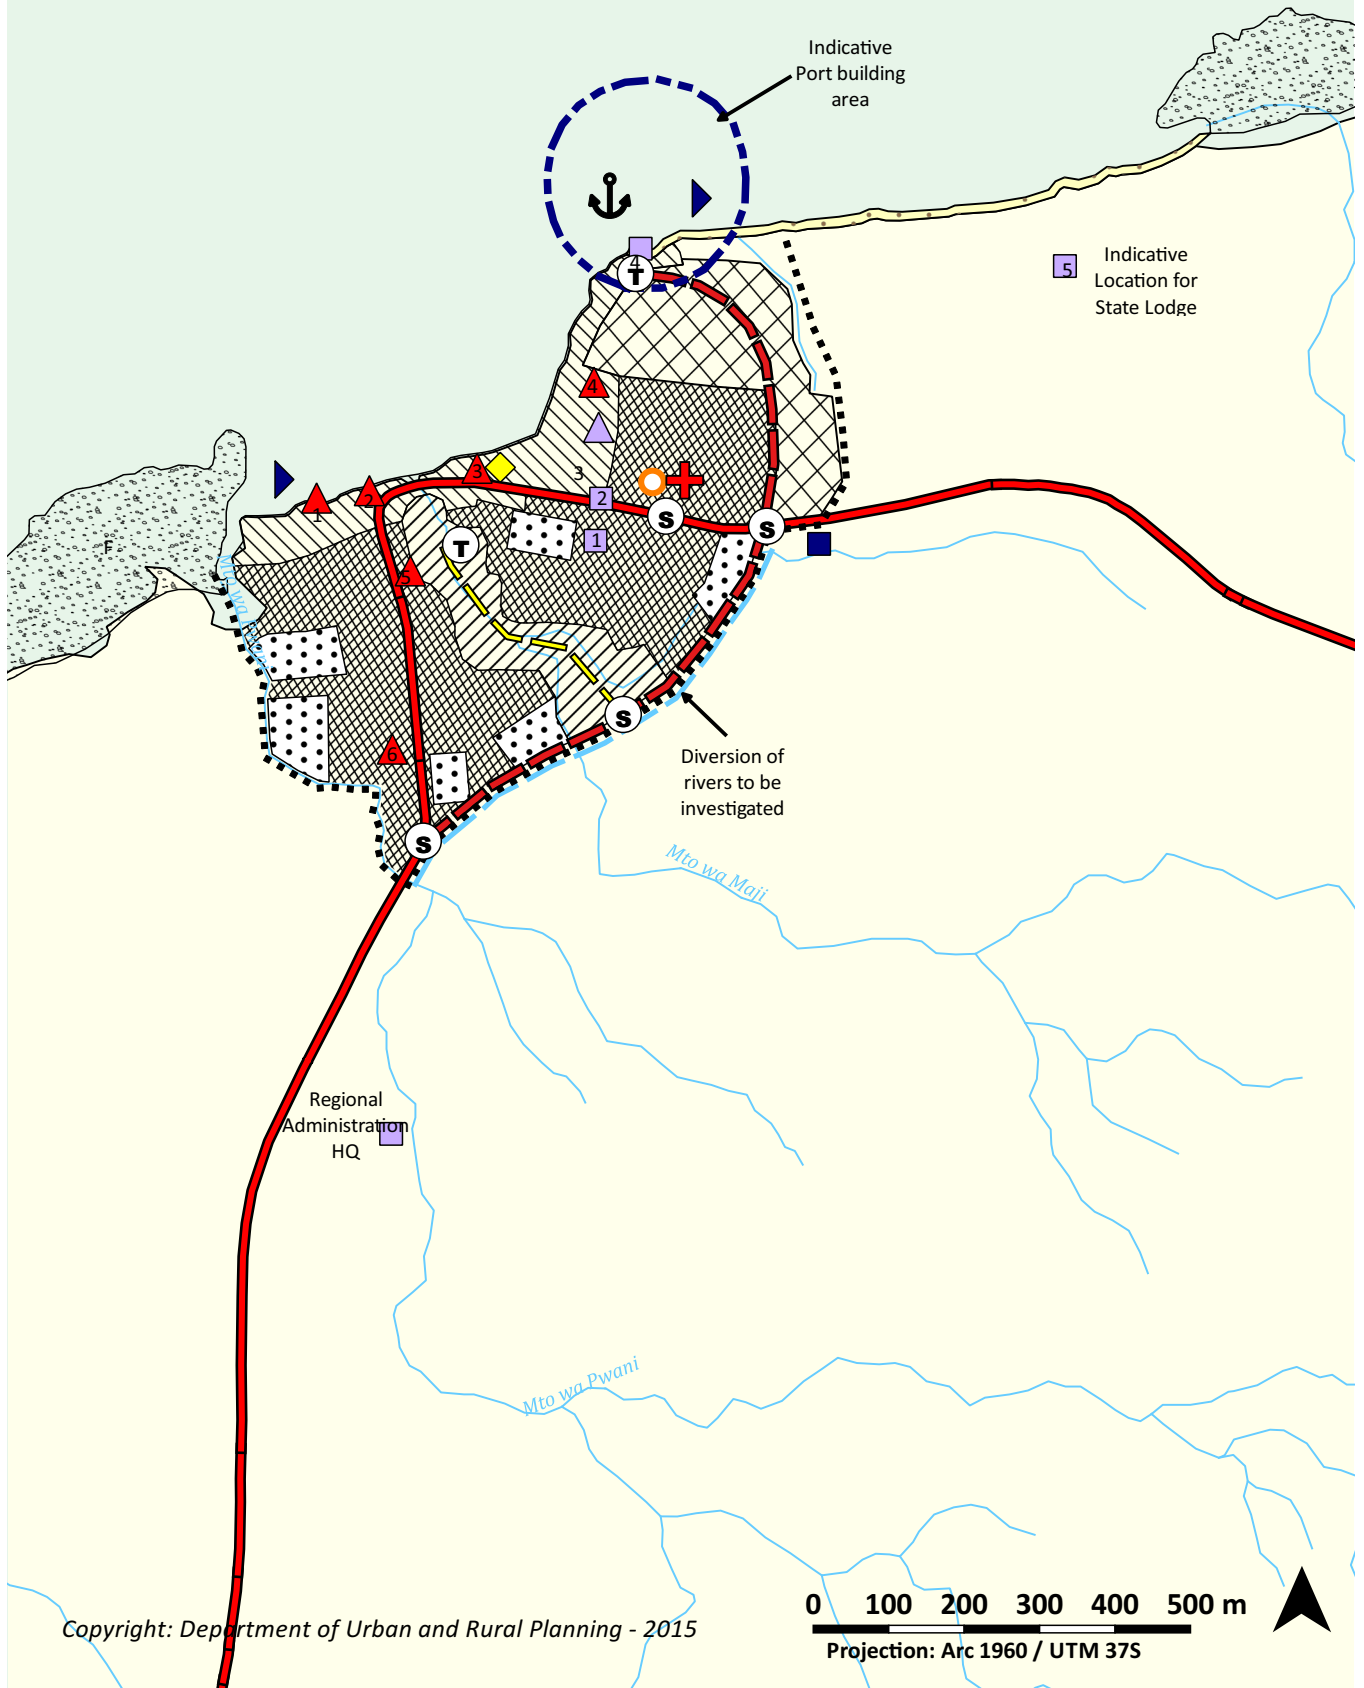 Indicative
Port building
area
4
T
5
Indicative
Location for
State Lodge
4
3
3
2
1
2
S
S
1
T
5
F
Mto wa
S
6
Diversion of
rivers to be
investigated
S
Mto wa Maji
Regional
Administration
HQ
Mto wa Pwani
0 100 200 300 400 500 m
Copyright: Department of Urban and Rural Planning - 2015
Projection: Arc 1960 / UTM 37S